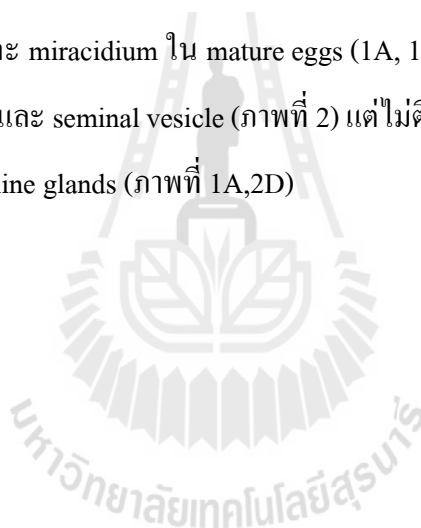 ะ miracidium ใน mature eggs (1A, 1
และ seminal vesicle (ภาพที่ 2) แต่ไม่ติ
line glands (ภาพที่ 1A,2D)
มหาวิทยาลัยเทคโนโลยีสุรนารี